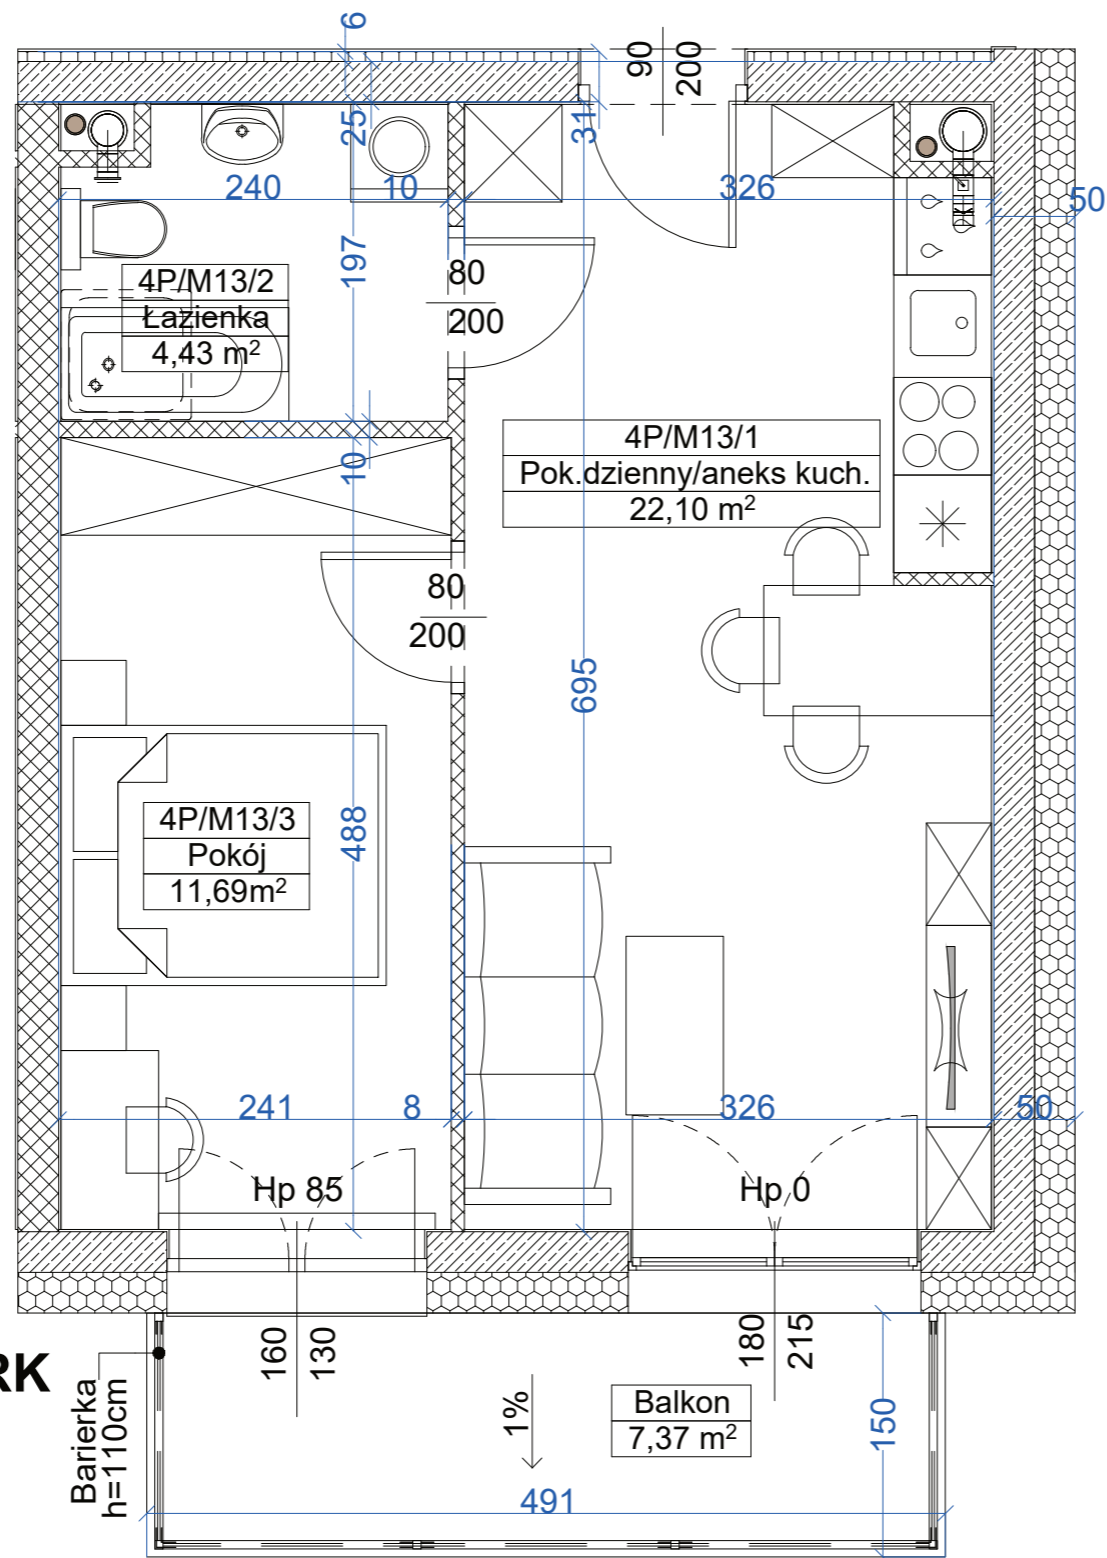 6
90
200
25
31
240
10
326
50
197
80
200
4P/M13/2
Łazienka
4,43 m²
4P/M13/1
Pok.dzienny/aneks kuch.
22,10 m²
10
80
200
695
488
4P/M13/3
Pokój
11,69m²
241
8
326
50
Hp 85
Hp 0
160
130
180
215
RK
Barierka
h=110cm
1%
Balkon
7,37 m²
150
491